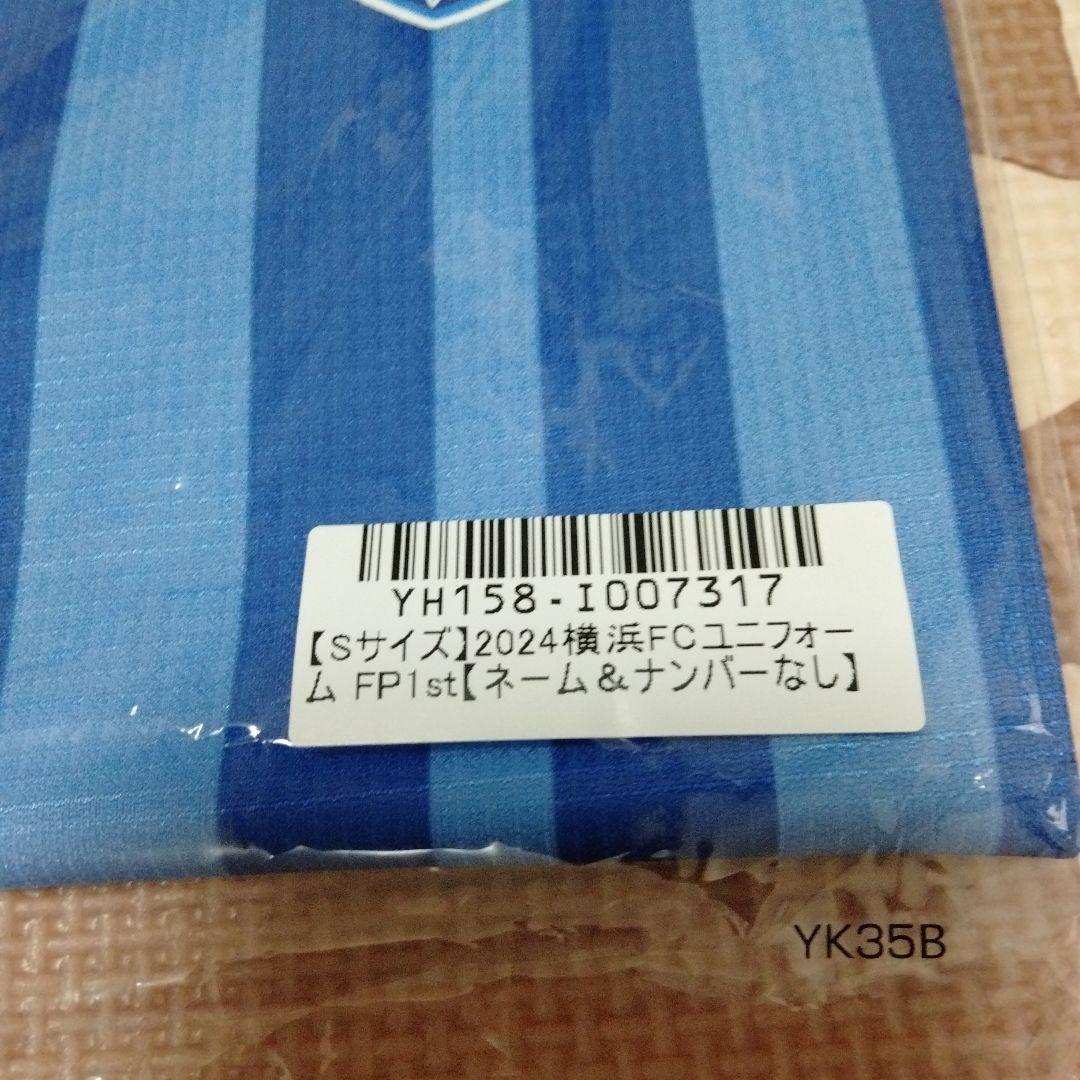 YH158-I007317
【Sサイズ】2024横浜FCユニフォー
ム FP1st【ネーム＆ナンバーなし】
YK35B